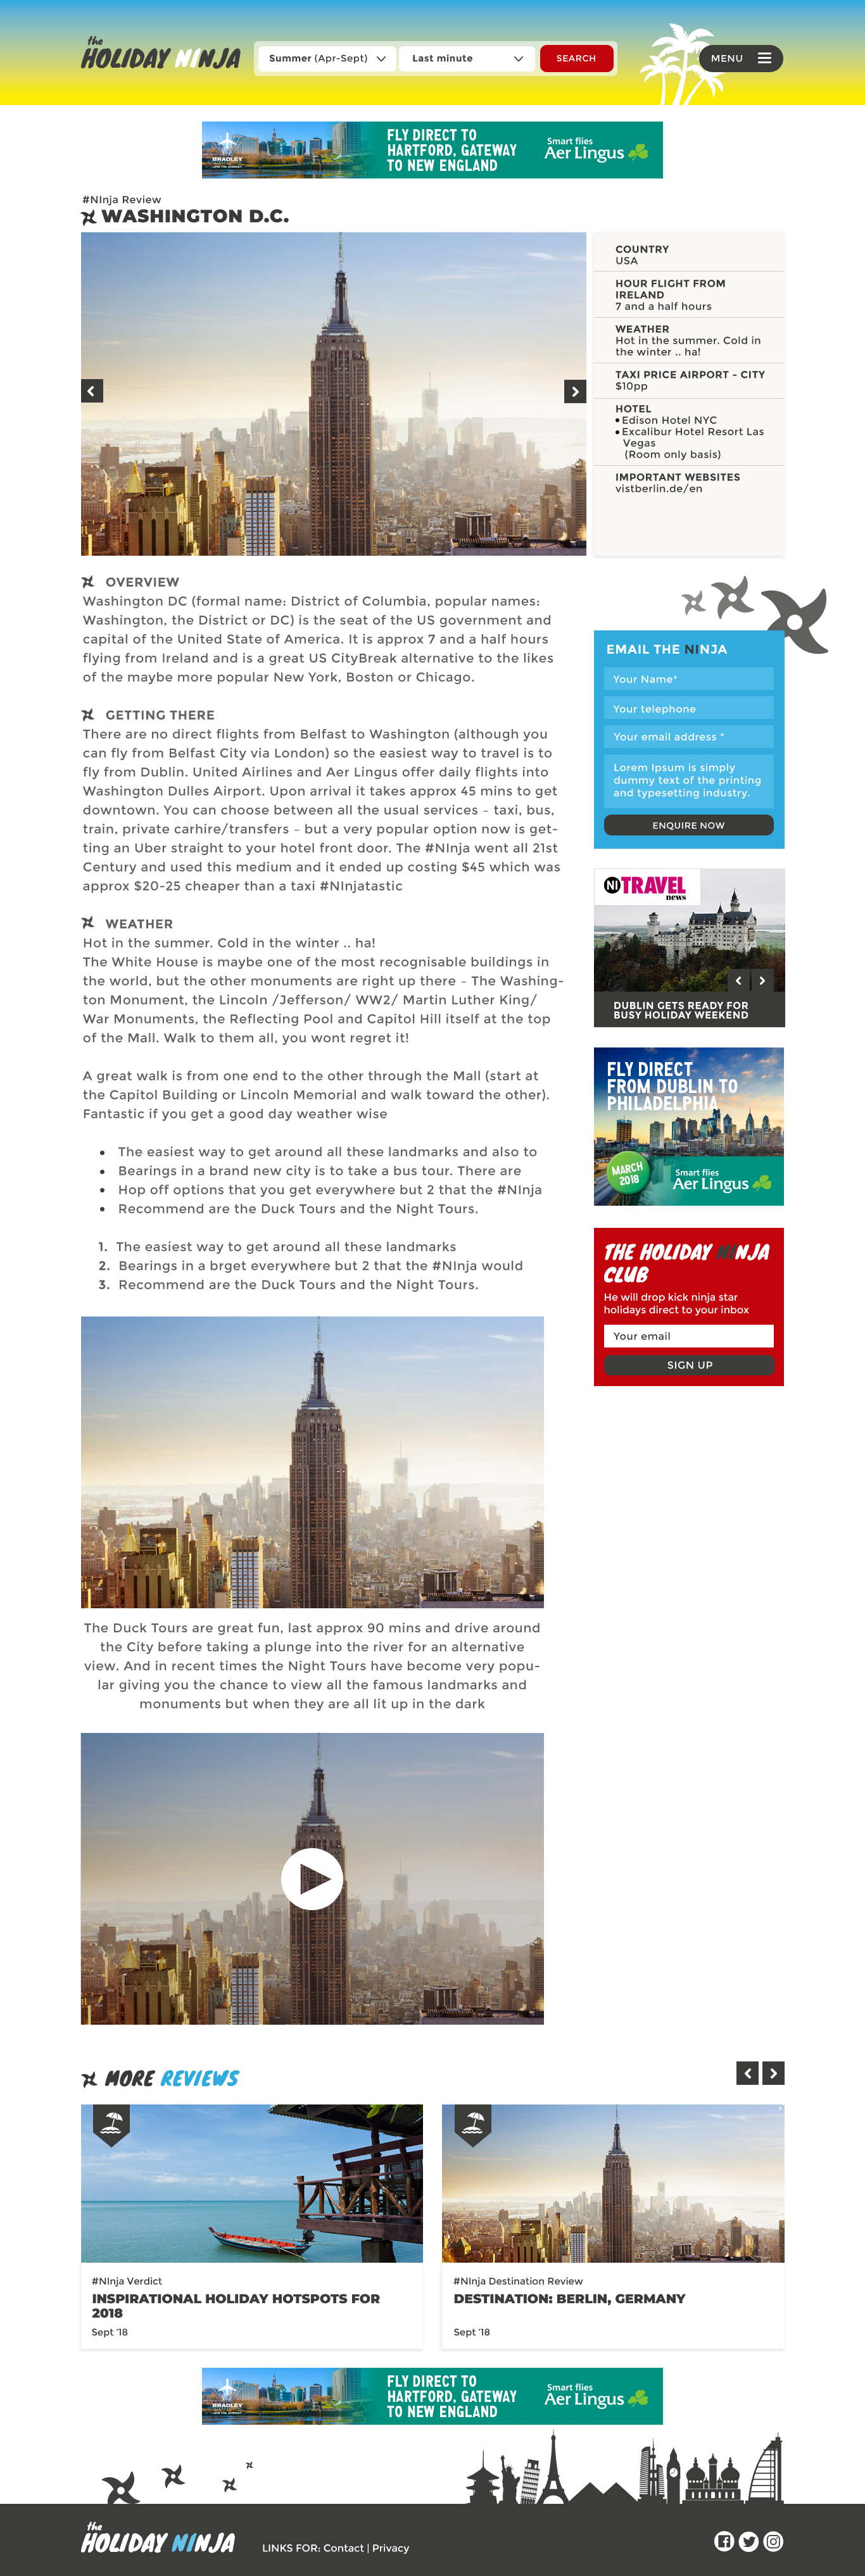 the
HOLIDAY NINJA
Summer (Apr-Sept)
Last minute
SEARCH
MENU
BRADLEY
FLY DIRECT TO
HARTFORD, GATEWAY
TO NEW ENGLAND
Smart flies
Aer Lingus
#NInja Review
WASHINGTON D.C.
COUNTRY
USA
HOUR FLIGHT FROM
IRELAND
7 and a half hours
WEATHER
Hot in the summer. Cold in
the winter .. ha!
TAXI PRICE AIRPORT - CITY
$10pp
HOTEL
• Edison Hotel NYC
• Excalibur Hotel Resort Las
Vegas
(Room only basis)
IMPORTANT WEBSITES
vistberlin.de/en
OVERVIEW
Washington DC (formal name: District of Columbia, popular names:
Washington, the District or DC) is the seat of the US government and
capital of the United State of America. It is approx 7 and a half hours
flying from Ireland and is a great US CityBreak alternative to the likes
of the maybe more popular New York, Boston or Chicago.
GETTING THERE
There are no direct flights from Belfast to Washington (although you
can fly from Belfast City via London) so the easiest way to travel is to
fly from Dublin. United Airlines and Aer Lingus offer daily flights into
Washington Dulles Airport. Upon arrival it takes approx 45 mins to get
downtown. You can choose between all the usual services – taxi, bus,
train, private carhire/transfers – but a very popular option now is get-
ting an Uber straight to your hotel front door. The #NInja went all 21st
Century and used this medium and it ended up costing $45 which was
approx $20-25 cheaper than a taxi #NInjatastic
WEATHER
Hot in the summer. Cold in the winter .. ha!
The White House is maybe one of the most recognisable buildings in
the world, but the other monuments are right up there – The Washing-
ton Monument, the Lincoln /Jefferson/ WW2/ Martin Luther King/
War Monuments, the Reflecting Pool and Capitol Hill itself at the top
of the Mall. Walk to them all, you wont regret it!
A great walk is from one end to the other through the Mall (start at
the Capitol Building or Lincoln Memorial and walk toward the other).
Fantastic if you get a good day weather wise
• The easiest way to get around all these landmarks and also to
• Bearings in a brand new city is to take a bus tour. There are
• Hop off options that you get everywhere but 2 that the #NInja
• Recommend are the Duck Tours and the Night Tours.
1. The easiest way to get around all these landmarks
2. Bearings in a brget everywhere but 2 that the #NInja would
3. Recommend are the Duck Tours and the Night Tours.
The Duck Tours are great fun, last approx 90 mins and drive around
the City before taking a plunge into the river for an alternative
view. And in recent times the Night Tours have become very popu-
lar giving you the chance to view all the famous landmarks and
monuments but when they are all lit up in the dark
EMAIL THE NINJA
Your Name*
Your telephone
Your email address *
Lorem Ipsum is simply
dummy text of the printing
and typesetting industry.
ENQUIRE NOW
NI TRAVEL
news
DUBLIN GETS READY FOR
BUSY HOLIDAY WEEKEND
FLY DIRECT
FROM DUBLIN TO
PHILADELPHIA
MARCH
2018
Smart flies
Aer Lingus
THE HOLIDAY NINJA
CLUB
He will drop kick ninja star
holidays direct to your inbox
Your email
SIGN UP
MORE REVIEWS
#NInja Verdict
INSPIRATIONAL HOLIDAY HOTSPOTS FOR
2018
Sept '18
#NInja Destination Review
DESTINATION: BERLIN, GERMANY
Sept '18
BRADLEY
FLY DIRECT TO
HARTFORD, GATEWAY
TO NEW ENGLAND
Smart flies
Aer Lingus
the
HOLIDAY NINJA
LINKS FOR: Contact | Privacy